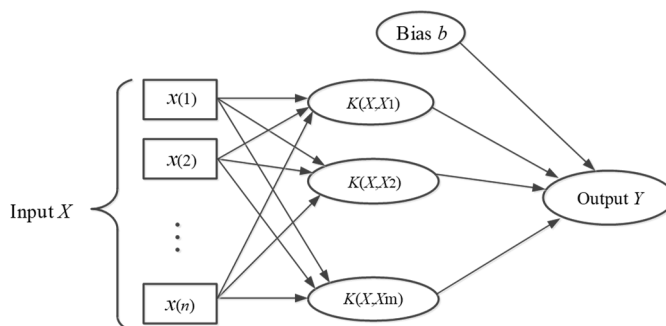 Bias b
x(1)
K(X,X1)
x(2)
K(X,X2)
Input X
Output Y
⋮
x(n)
K(X,Xm)